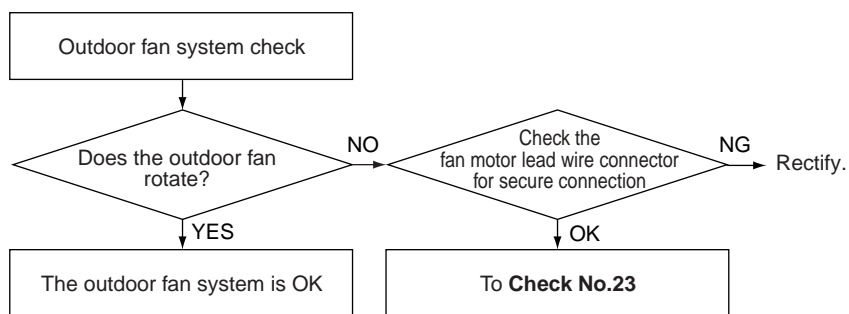 Outdoor fan system check
Does the outdoor fan
rotate?
NO
Check the
fan motor lead wire connector
for secure connection
NG
Rectify.
YES
OK
The outdoor fan system is OK
To Check No.23